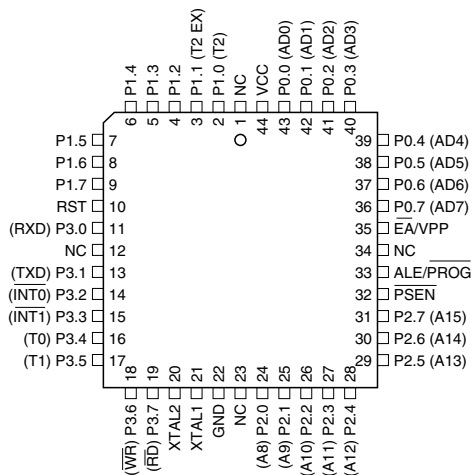 P1.4
P1.3
P1.2
P1.1 (T2 EX)
P1.0 (T2)
NC
VCC
P0.0 (AD0)
P0.1 (AD1)
P0.2 (AD2)
P0.3 (AD3)
6
5
4
3
2
1
44
43
42
41
40
P1.5 7
P1.6 8
P1.7 9
RST 10
(RXD) P3.0 11
NC 12
(TXD) P3.1 13
(INT0) P3.2 14
(INT1) P3.3 15
(T0) P3.4 16
(T1) P3.5 17
39 P0.4 (AD4)
38 P0.5 (AD5)
37 P0.6 (AD6)
36 P0.7 (AD7)
35 EA/VPP
34 NC
33 ALE/PROG
32 PSEN
31 P2.7 (A15)
30 P2.6 (A14)
29 P2.5 (A13)
18
19
20
21
22
23
24
25
26
27
28
(WR) P3.6
(RD) P3.7
XTAL2
XTAL1
GND
NC
(A8) P2.0
(A9) P2.1
(A10) P2.2
(A11) P2.3
(A12) P2.4